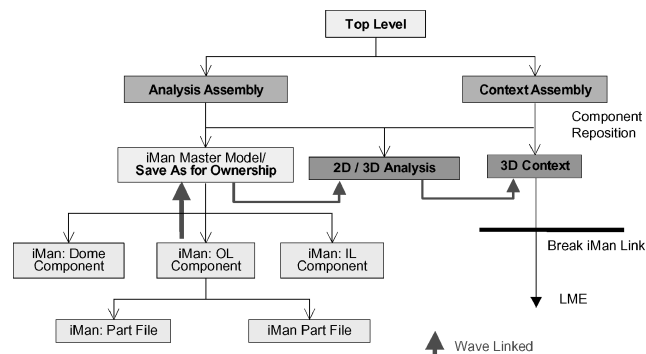 Top Level
Analysis Assembly
Context Assembly
Component
Reposition
iMan Master Model/
Save As for Ownership
2D / 3D Analysis
3D Context
iMan: Dome
Component
iMan: OL
Component
iMan: IL
Component
Break iMan Link
LME
iMan: Part File
iMan Part File
Wave Linked